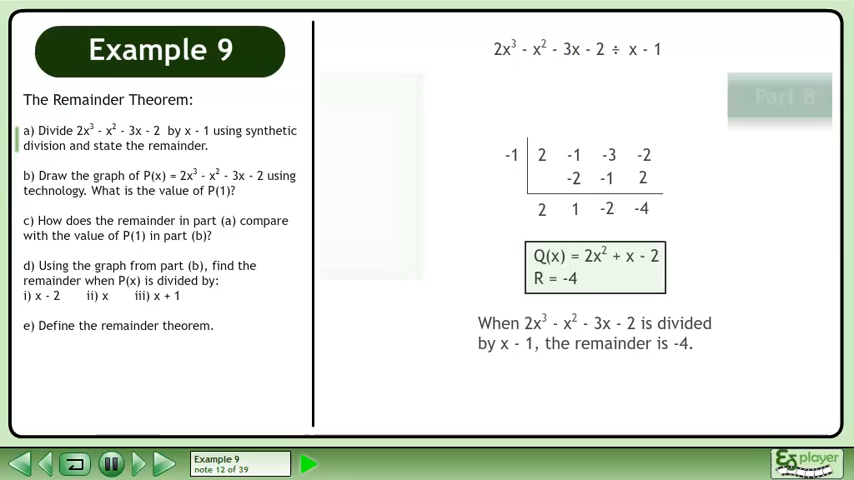 Example 9
The Remainder Theorem:
a) Divide 2x³ - x² - 3x - 2 by x - 1 using synthetic
division and state the remainder.
b) Draw the graph of P(x) = 2x³ - x² - 3x - 2 using
technology. What is the value of P(1)?
c) How does the remainder in part (a) compare
with the value of P(1) in part (b)?
d) Using the graph from part (b), find the
remainder when P(x) is divided by:
i) x - 2 ii) x iii) x + 1
e) Define the remainder theorem.
2x³ - x² - 3x - 2 ÷ x - 1
Part B
-1 2 -1 -3 -2
-2 -1 2
2 1 -2 -4
Q(x) = 2x² + x - 2
R = -4
When 2x³ - x² - 3x - 2 is divided
by x - 1, the remainder is -4.
Example 9
note 12 of 39
player